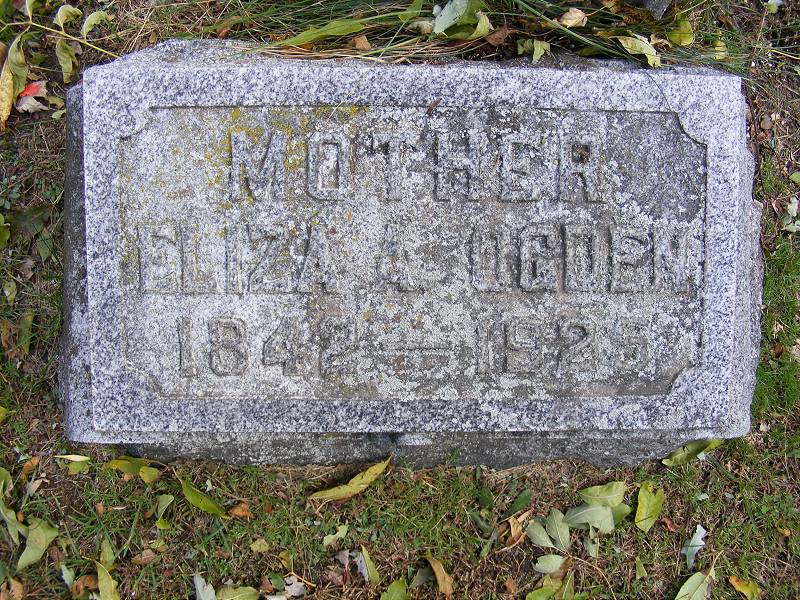 MOTHER
ELIZA A. OGDEN
1842 — 1925